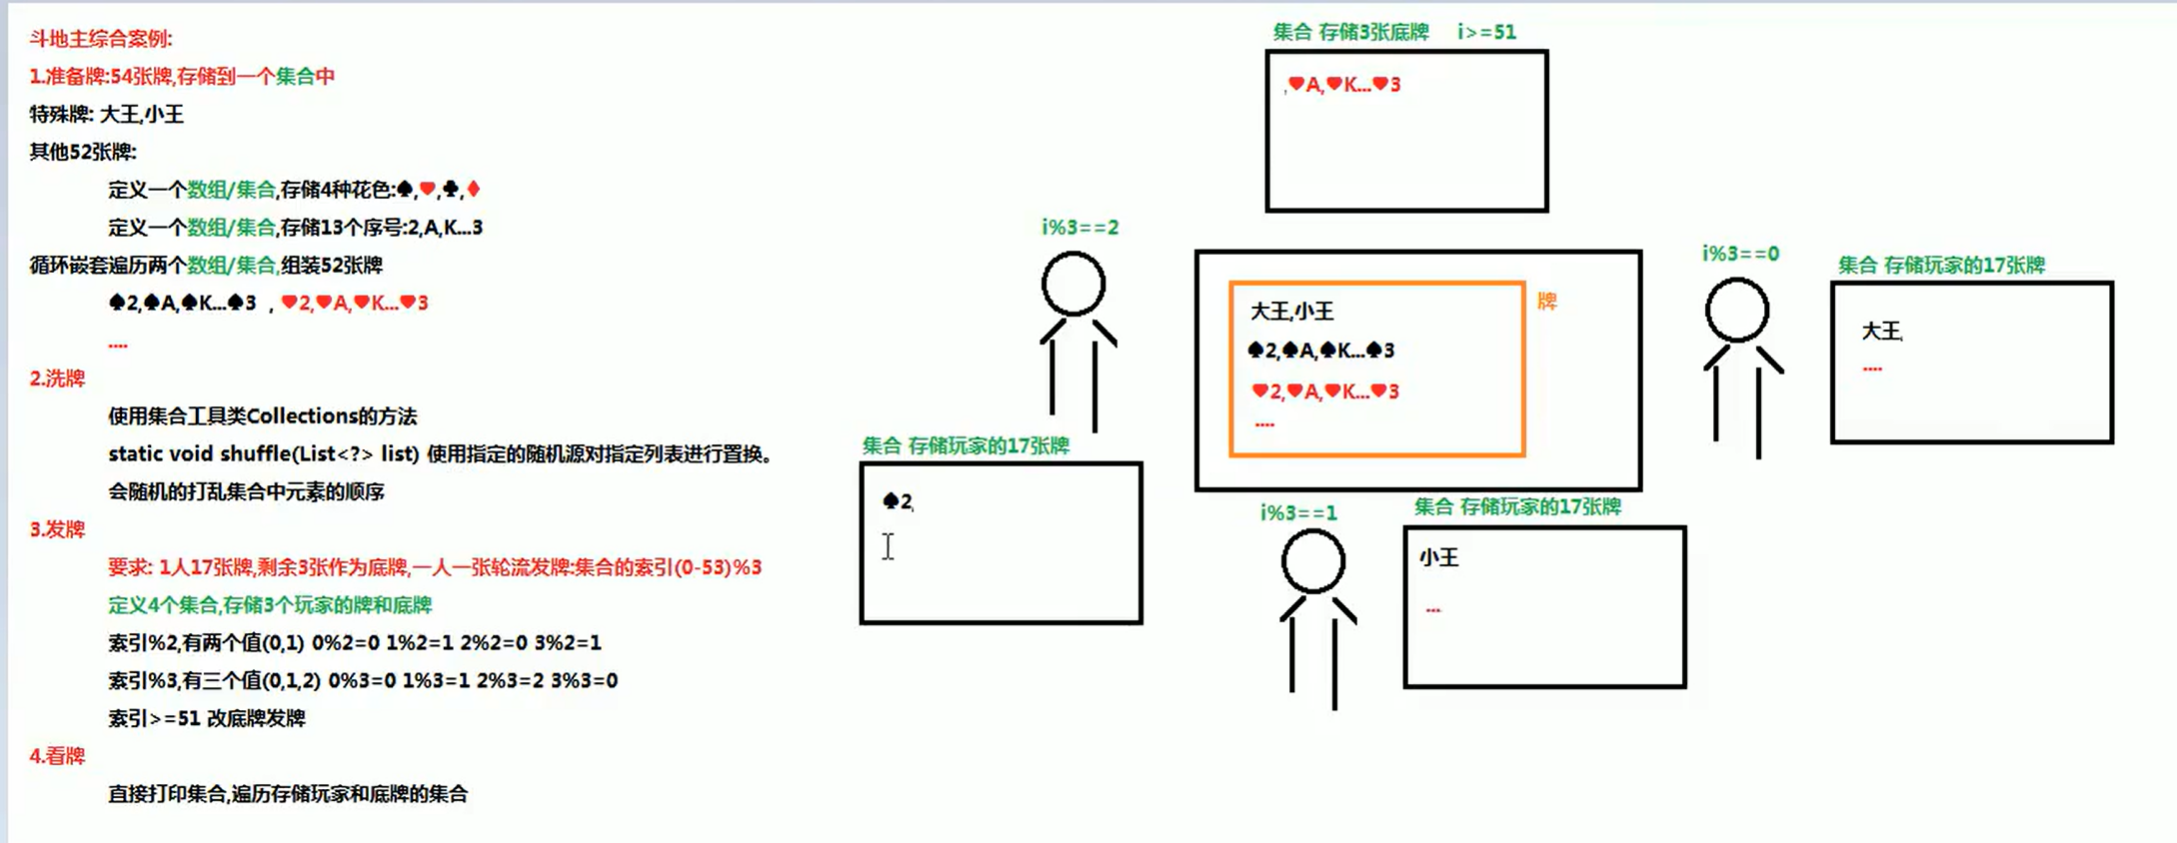 斗地主综合案例:
1.准备牌:54张牌,存储到一个集合中
特殊牌: 大王,小王
其他52张牌:
定义一个数组/集合,存储4种花色:♠,♥,♣,♦
定义一个数组/集合,存储13个序号:2,A,K...3
循环嵌套遍历两个数组/集合,组装52张牌
♠2,♠A,♠K...♠3 , ♥2,♥A,♥K...♥3
....
2.洗牌
使用集合工具类Collections的方法
static void shuffle(List<?> list) 使用指定的随机源对指定列表进行置换。
会随机的打乱集合中元素的顺序
3.发牌
要求: 1人17张牌,剩余3张作为底牌,一人一张轮流发牌:集合的索引(0-53)%3
定义4个集合,存储3个玩家的牌和底牌
索引%2,有两个值(0,1) 0%2=0 1%2=1 2%2=0 3%2=1
索引%3,有三个值(0,1,2) 0%3=0 1%3=1 2%3=2 3%3=0
索引>=51 改底牌发牌
4.看牌
直接打印集合,遍历存储玩家和底牌的集合
集合 存储3张底牌 i>=51
,♥A,♥K...♥3
i%3==2
集合 存储玩家的17张牌
♠2,
大王,小王
♠2,♠A,♠K...♠3
♥2,♥A,♥K...♥3
....
牌
i%3==0
集合 存储玩家的17张牌
大王,
....
i%3==1
集合 存储玩家的17张牌
小王
...